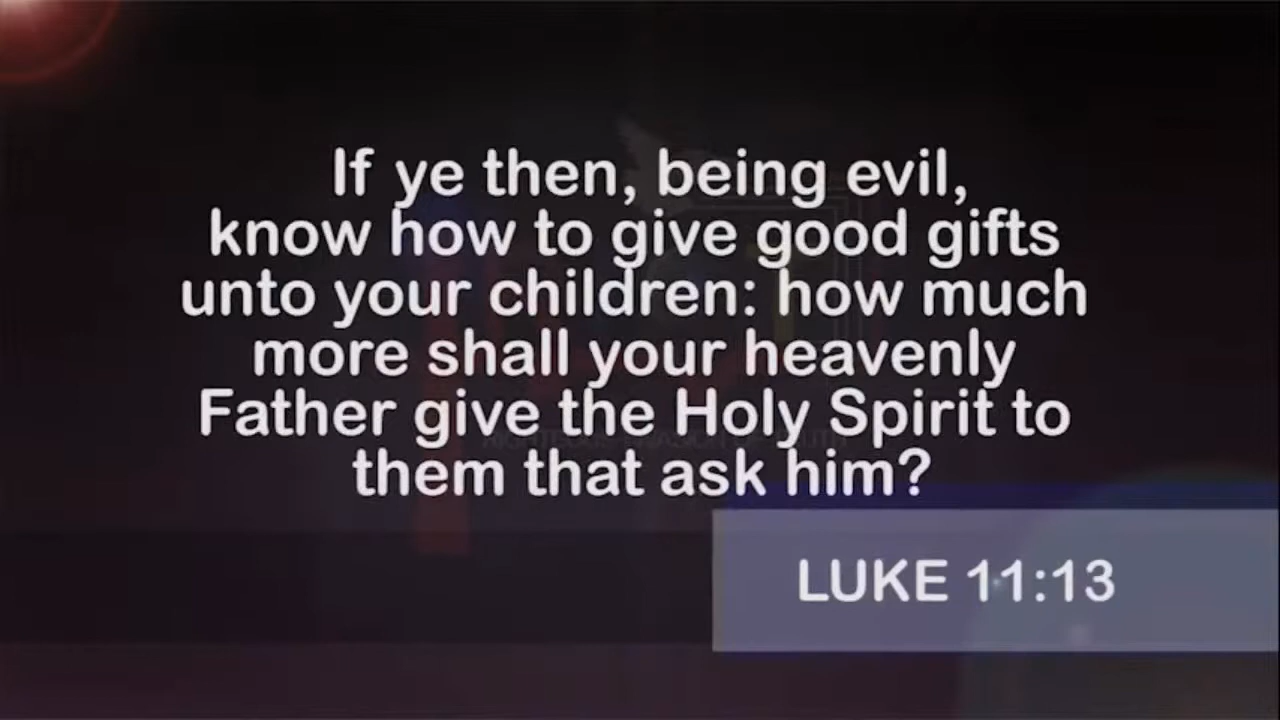 If ye then, being evil,
know how to give good gifts
unto your children: how much
more shall your heavenly
Father give the Holy Spirit to
them that ask him?
LUKE 11:13